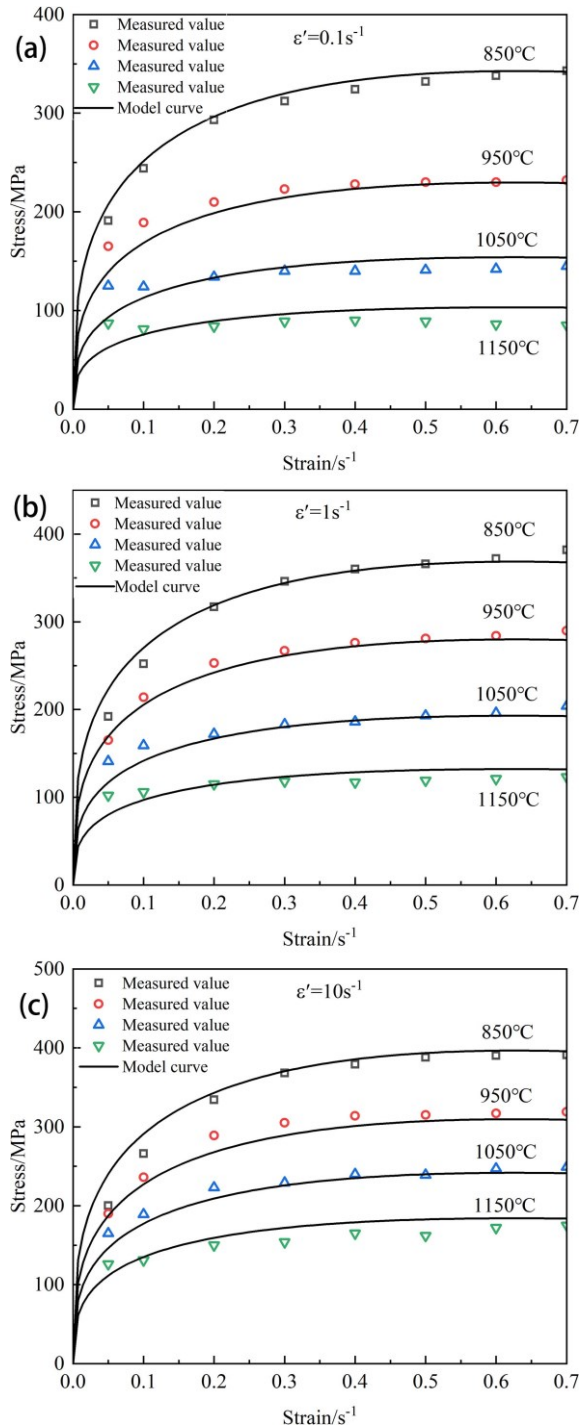 (a)
Measured value
Measured value
Measured value
Measured value
Model curve
ε′=0.1s⁻¹
850℃
950℃
1050℃
1150℃
Stress/MPa
400
300
200
100
0
0.0 0.1 0.2 0.3 0.4 0.5 0.6 0.7
Strain/s⁻¹
(b)
Measured value
Measured value
Measured value
Measured value
Model curve
ε′=1s⁻¹
850℃
950℃
1050℃
1150℃
Stress/MPa
400
300
200
100
0
0.0 0.1 0.2 0.3 0.4 0.5 0.6 0.7
Strain/s⁻¹
(c)
Measured value
Measured value
Measured value
Measured value
Model curve
ε′=10s⁻¹
850℃
950℃
1050℃
1150℃
Stress/MPa
500
400
300
200
100
0
0.0 0.1 0.2 0.3 0.4 0.5 0.6 0.7
Strain/s⁻¹